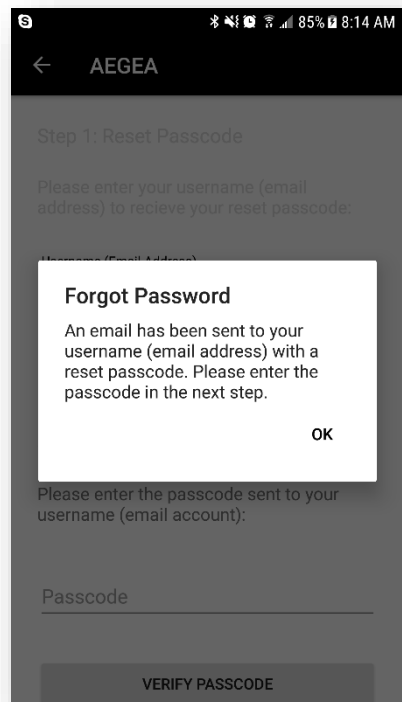 85% 8:14 AM
AEGEA
Step 1: Reset Passcode
Please enter your username (email
address) to recieve your reset passcode:
Username (Email Address)
Forgot Password
An email has been sent to your
username (email address) with a
reset passcode. Please enter the
passcode in the next step.
OK
Please enter the passcode sent to your
username (email account):
Passcode
VERIFY PASSCODE